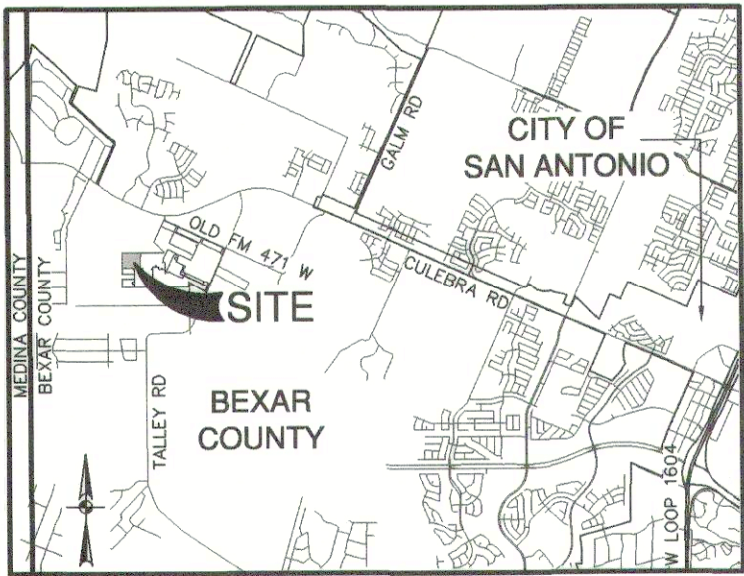 GALM RD
CITY OF
SAN ANTONIO
OLD FM 471 W
CULEBRA RD
SITE
MEDINA COUNTY
BEXAR COUNTY
TALLEY RD
BEXAR
COUNTY
W LOOP 1604